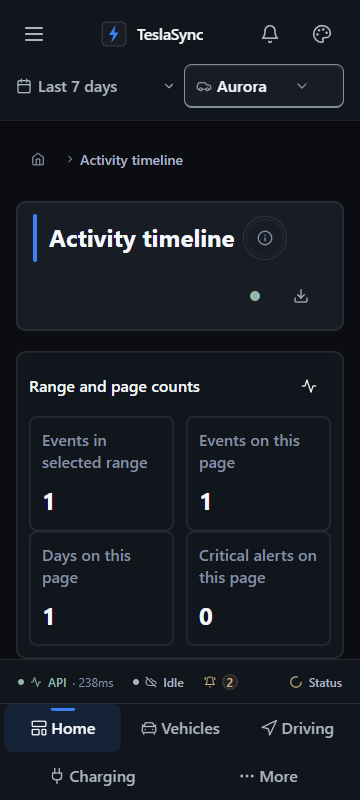 TeslaSync
Last 7 days
Aurora
Activity timeline
Activity timeline
Range and page counts
Events in
selected range
1
Events on this
page
1
Days on this
page
1
Critical alerts on
this page
0
API · 238ms
Idle
2
Status
Home
Vehicles
Driving
Charging
More